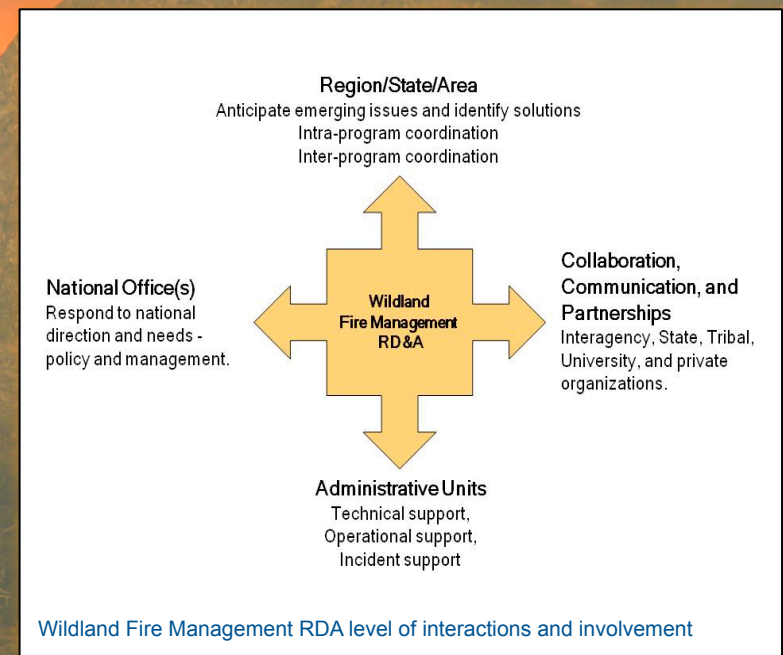 Region/State/Area
Anticipate emerging issues and identify solutions
Intra-program coordination
Inter-program coordination
National Office(s)
Respond to national
direction and needs -
policy and management.
Wildland
Fire Management
RD&A
Collaboration,
Communication, and
Partnerships
Interagency, State, Tribal,
University, and private
organizations.
Administrative Units
Technical support,
Operational support,
Incident support
Wildland Fire Management RDA level of interactions and involvement